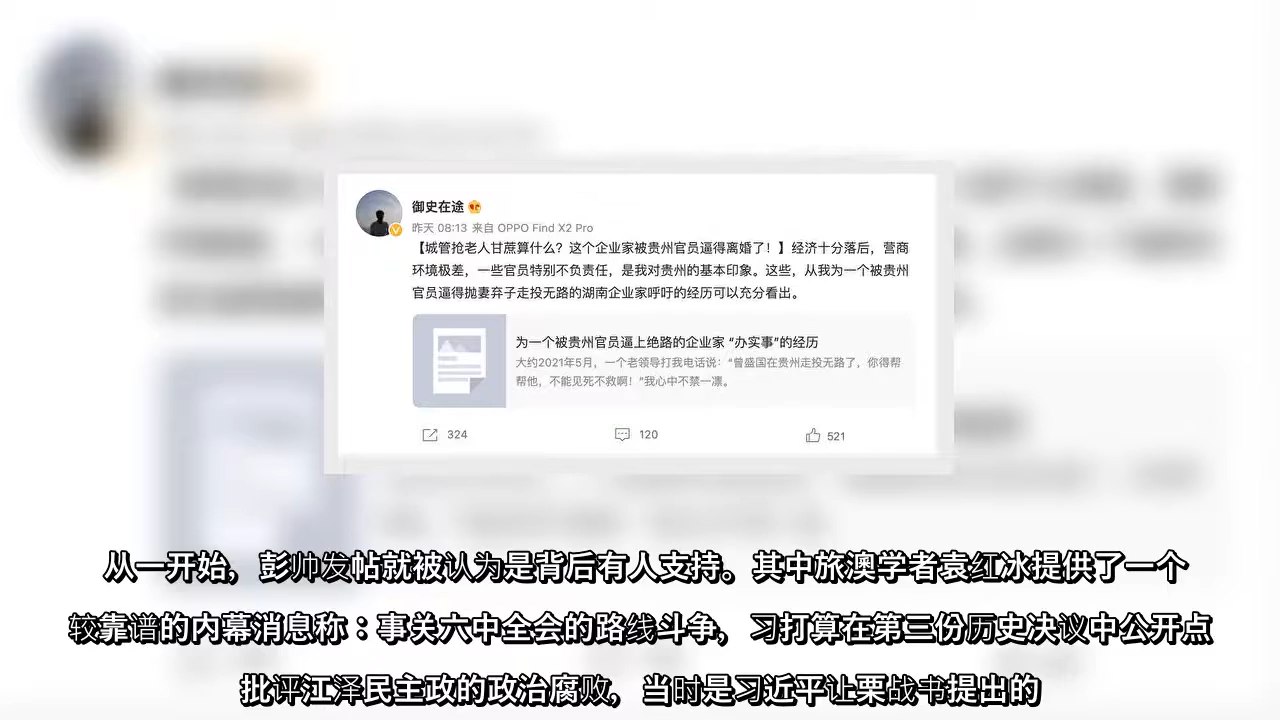 御史在途
昨天 08:13 来自 OPPO Find X2 Pro
【城管抢老人甘蔗算什么？这个企业家被贵州官员逼得离婚了！】经济十分落后，营商
环境极差，一些官员特别不负责任，是我对贵州的基本印象。这些，从我为一个被贵州
官员逼得抛妻弃子走投无路的湖南企业家呼吁的经历可以充分看出。
为一个被贵州官员逼上绝路的企业家 “办实事”的经历
大约2021年5月，一个老领导打我电话说：“曾盛国在贵州走投无路了，你得帮
帮他，不能见死不救啊！”我心中不禁一凛。
324
120
521
从一开始，彭帅发帖就被认为是背后有人支持。其中旅澳学者袁红冰提供了一个
较靠谱的内幕消息称：事关六中全会的路线斗争，习打算在第三份历史决议中公开点
批评江泽民主政的政治腐败，当时是习近平让栗战书提出的